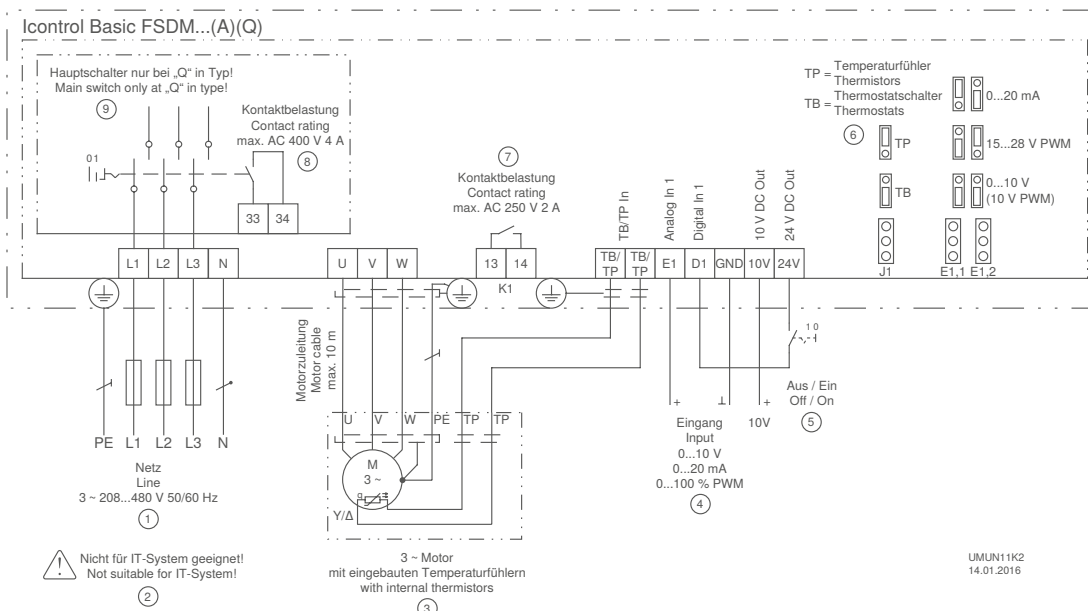 Icontrol Basic FSDM...(A)(Q)
Hauptschalter nur bei „Q“ in Typ!
Main switch only at „Q“ in type!
9
Kontaktbelastung
Contact rating
max. AC 400 V 4 A
8
0 1
33 34
7
Kontaktbelastung
Contact rating
max. AC 250 V 2 A
TB/TP In
Analog In 1
Digital In 1
10 V DC Out
24 V DC Out
TP = Temperaturfühler
Thermistors
TB = Thermostatschalter
Thermostats
6
TP
TB
J1
0...20 mA
15...28 V PWM
0...10 V
(10 V PWM)
E1,1 E1,2
L1 L2 L3 N
U V W
13 14
K1
TB/
TP
TB/
TP
E1 D1 GND 10V 24V
Motorzuleitung
Motor cable
max. 10 m
1 0
Aus / Ein
Off / On
5
PE L1 L2 L3 N
Netz
Line
3 ~ 208...480 V 50/60 Hz
1
U V W PE TP TP
M
3 ~
Y/Δ
+ ⊥ +
Eingang
Input
0...10 V
0...20 mA
0...100 % PWM
4
10V
Nicht für IT-System geeignet!
Not suitable for IT-System!
2
3 ~ Motor
mit eingebauten Temperaturfühlern
with internal thermistors
3
UMUN11K2
14.01.2016